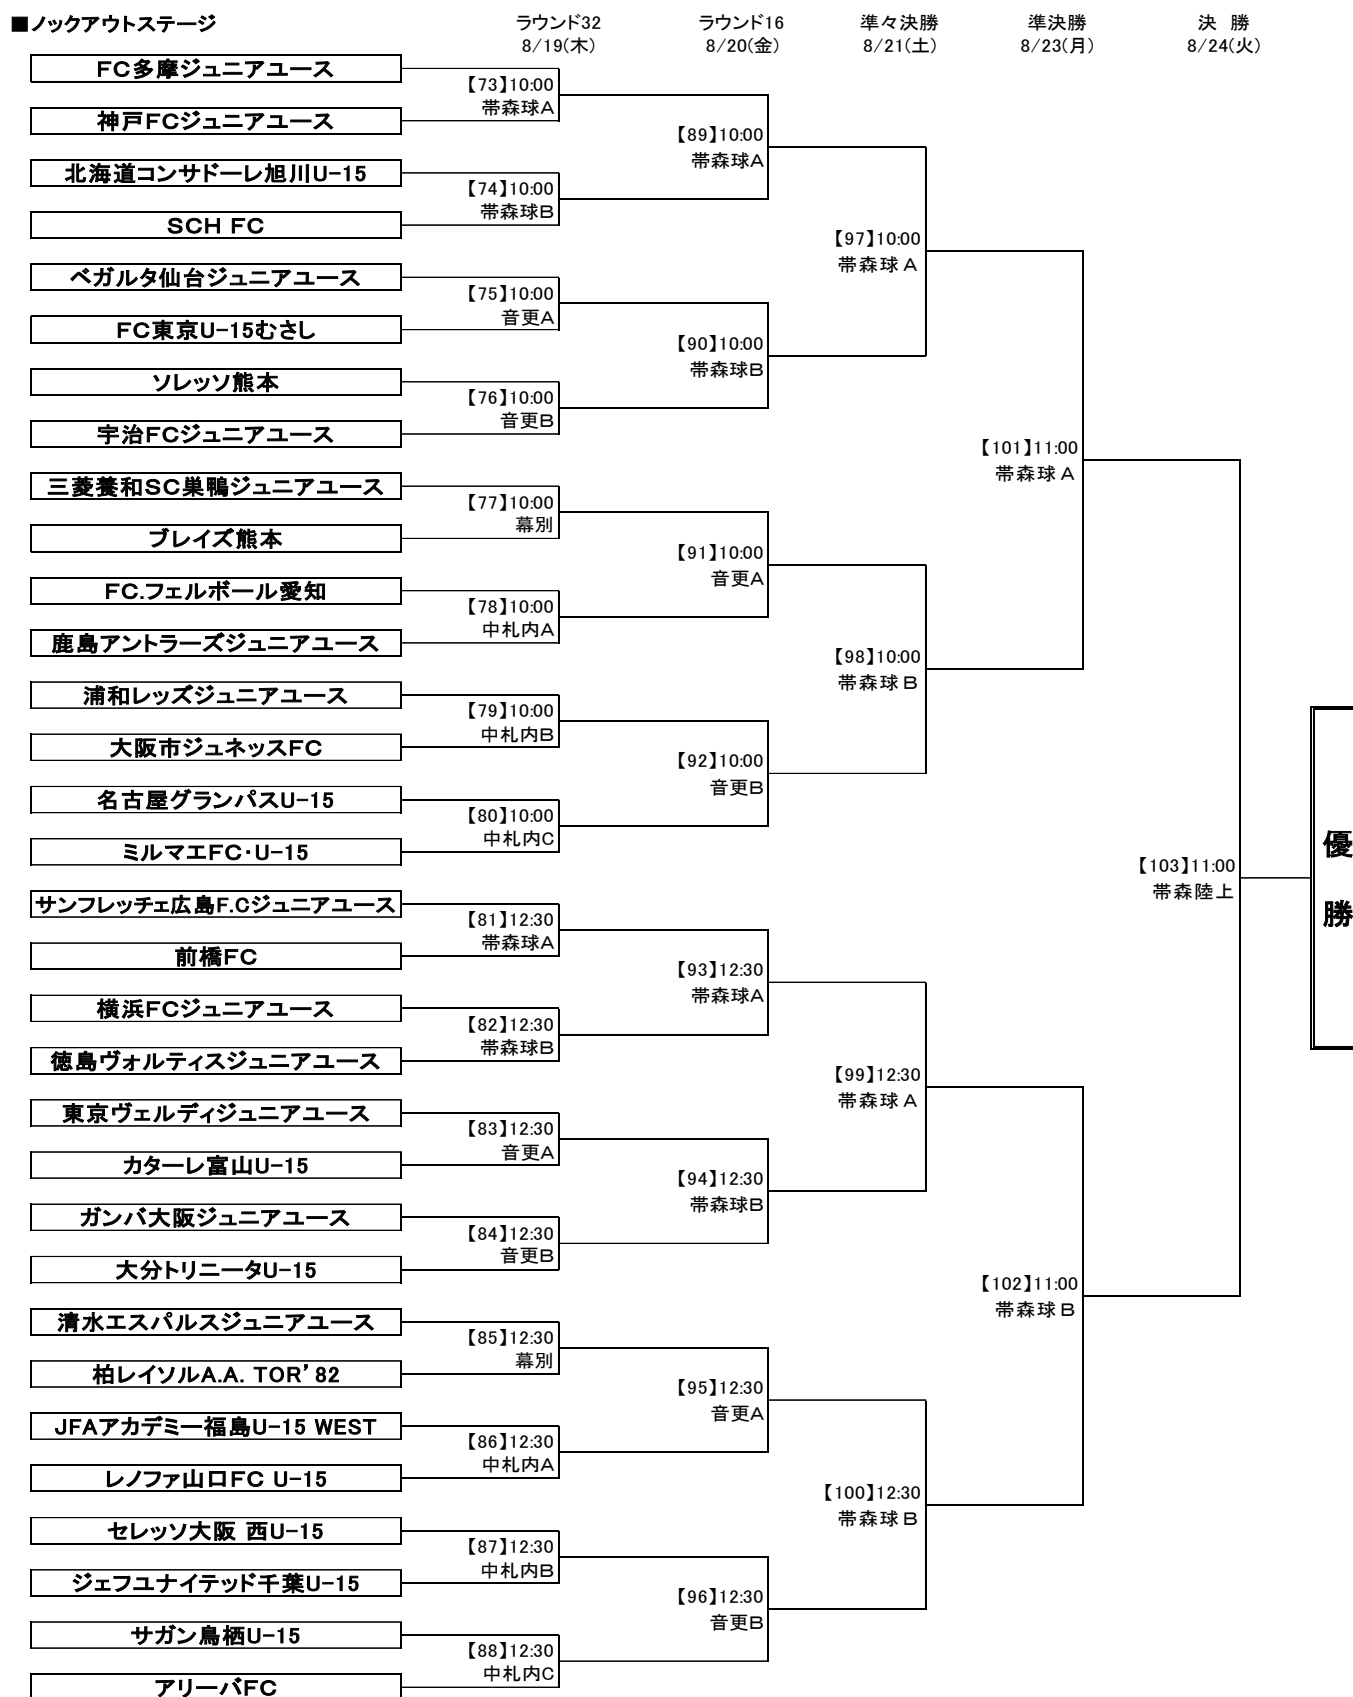 ■ノックアウトステージ
ラウンド32
8/19(木)
ラウンド16
8/20(金)
準々決勝
8/21(土)
準決勝
8/23(月)
決 勝
8/24(火)
FC多摩ジュニアユース
【73】10:00
帯森球A
神戸FCジュニアユース
【89】10:00
帯森球A
北海道コンサドーレ旭川U-15
【74】10:00
帯森球B
SCH FC
【97】10:00
帯森球A
ベガルタ仙台ジュニアユース
【75】10:00
音更A
FC東京U-15むさし
【90】10:00
帯森球B
ソレッソ熊本
【76】10:00
音更B
宇治FCジュニアユース
【101】11:00
帯森球A
三菱養和SC巣鴨ジュニアユース
【77】10:00
幕別
ブレイズ熊本
【91】10:00
音更A
FC.フェルボール愛知
【78】10:00
中札内A
鹿島アントラーズジュニアユース
【98】10:00
帯森球B
浦和レッズジュニアユース
【79】10:00
中札内B
大阪市ジュネッスFC
【92】10:00
音更B
名古屋グランパスU-15
【80】10:00
中札内C
ミルマエFC・U-15
【103】11:00
帯森陸上
優
勝
サンフレッチェ広島F.Cジュニアユース
【81】12:30
帯森球A
前橋FC
【93】12:30
帯森球A
横浜FCジュニアユース
【82】12:30
帯森球B
徳島ヴォルティスジュニアユース
【99】12:30
帯森球A
東京ヴェルディジュニアユース
【83】12:30
音更A
カターレ富山U-15
【94】12:30
帯森球B
ガンバ大阪ジュニアユース
【84】12:30
音更B
大分トリニータU-15
【102】11:00
帯森球B
清水エスパルスジュニアユース
【85】12:30
幕別
柏レイソルA.A. TOR’82
【95】12:30
音更A
JFAアカデミー福島U-15 WEST
【86】12:30
中札内A
レノファ山口FC U-15
【100】12:30
帯森球B
セレッソ大阪 西U-15
【87】12:30
中札内B
ジェフユナイテッド千葉U-15
【96】12:30
音更B
サガン鳥栖U-15
【88】12:30
中札内C
アリーバFC